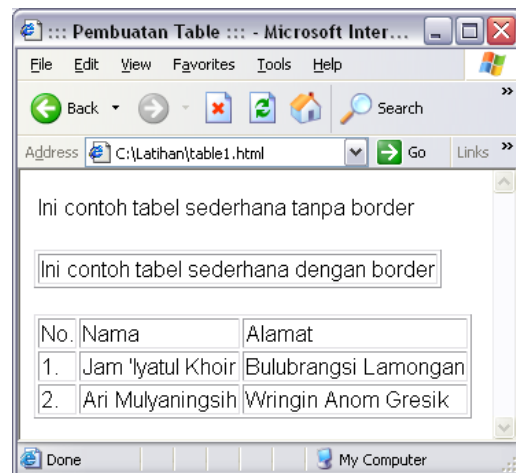 ::: Pembuatan Table ::: - Microsoft Inter...
File Edit View Favorites Tools Help
Back Search »
Address C:\Latihan\table1.html Go Links »
Ini contoh tabel sederhana tanpa border
Ini contoh tabel sederhana dengan border
No. Nama Alamat
1. Jam 'Iyatul Khoir Bulubrangsi Lamongan
2. Ari Mulyaningsih Wringin Anom Gresik
Done My Computer